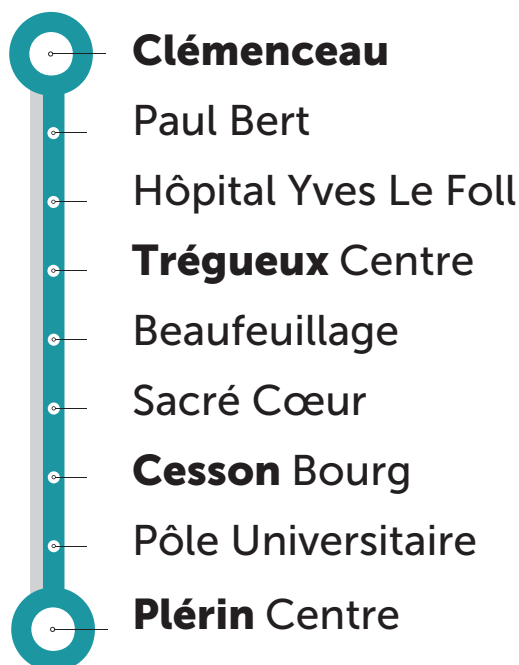 Clémenceau
Paul Bert
Hôpital Yves Le Foll
Trégueux Centre
Beaufeuillage
Sacré Cœur
Cesson Bourg
Pôle Universitaire
Plérin Centre